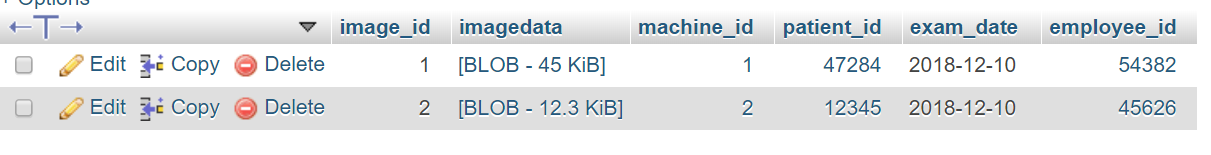 + Options
image_id imagedata machine_id patient_id exam_date employee_id
Edit Copy Delete 1 [BLOB - 45 KiB] 1 47284 2018-12-10 54382
Edit Copy Delete 2 [BLOB - 12.3 KiB] 2 12345 2018-12-10 45626